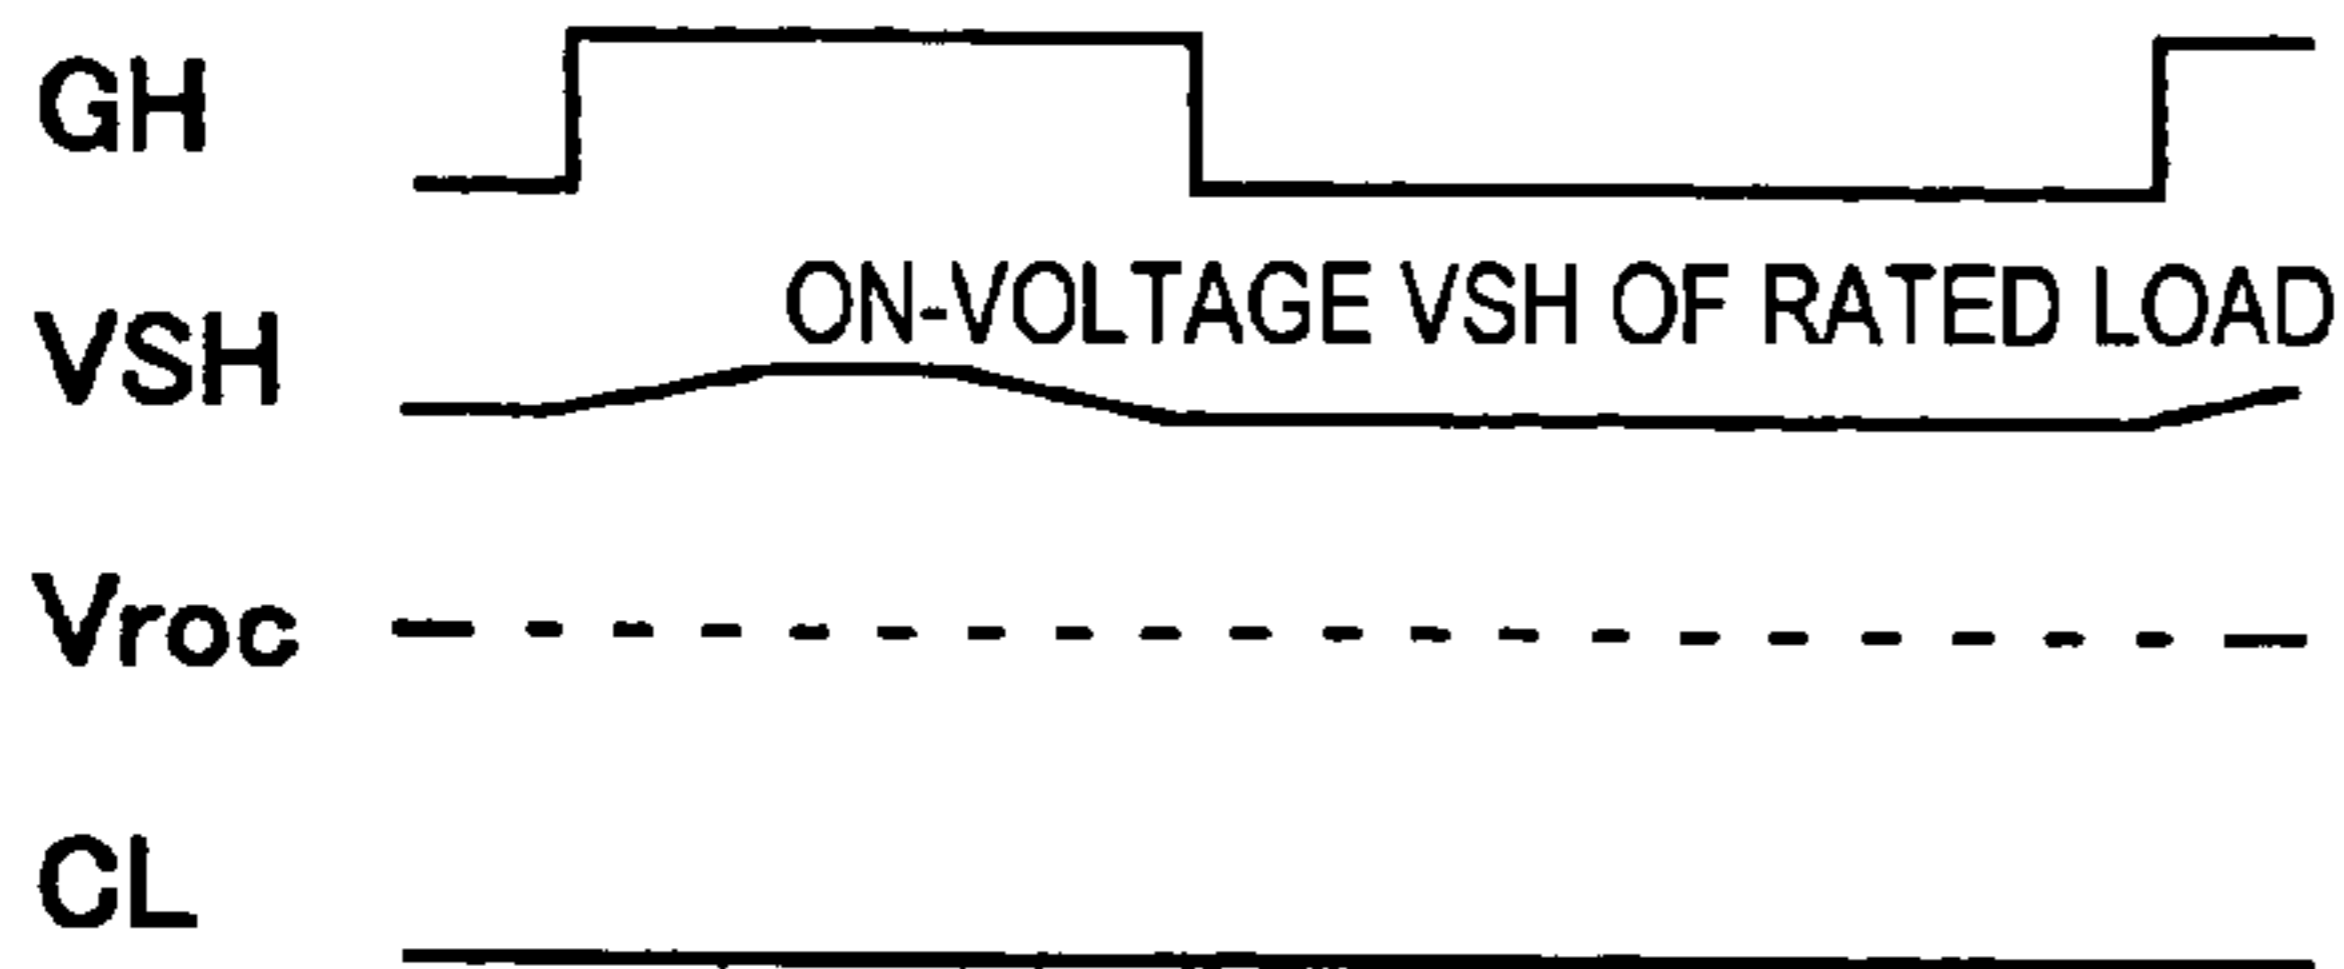 GH
ON-VOLTAGE VSH OF RATED LOAD
VSH
Vroc
CL